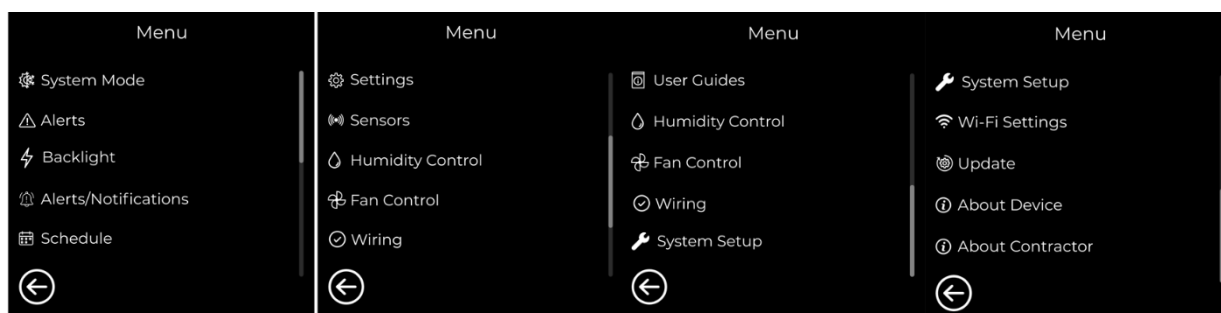 Menu
System Mode
Alerts
Backlight
Alerts/Notifications
Schedule
Menu
Settings
Sensors
Humidity Control
Fan Control
Wiring
Menu
User Guides
Humidity Control
Fan Control
Wiring
System Setup
Menu
System Setup
Wi-Fi Settings
Update
About Device
About Contractor